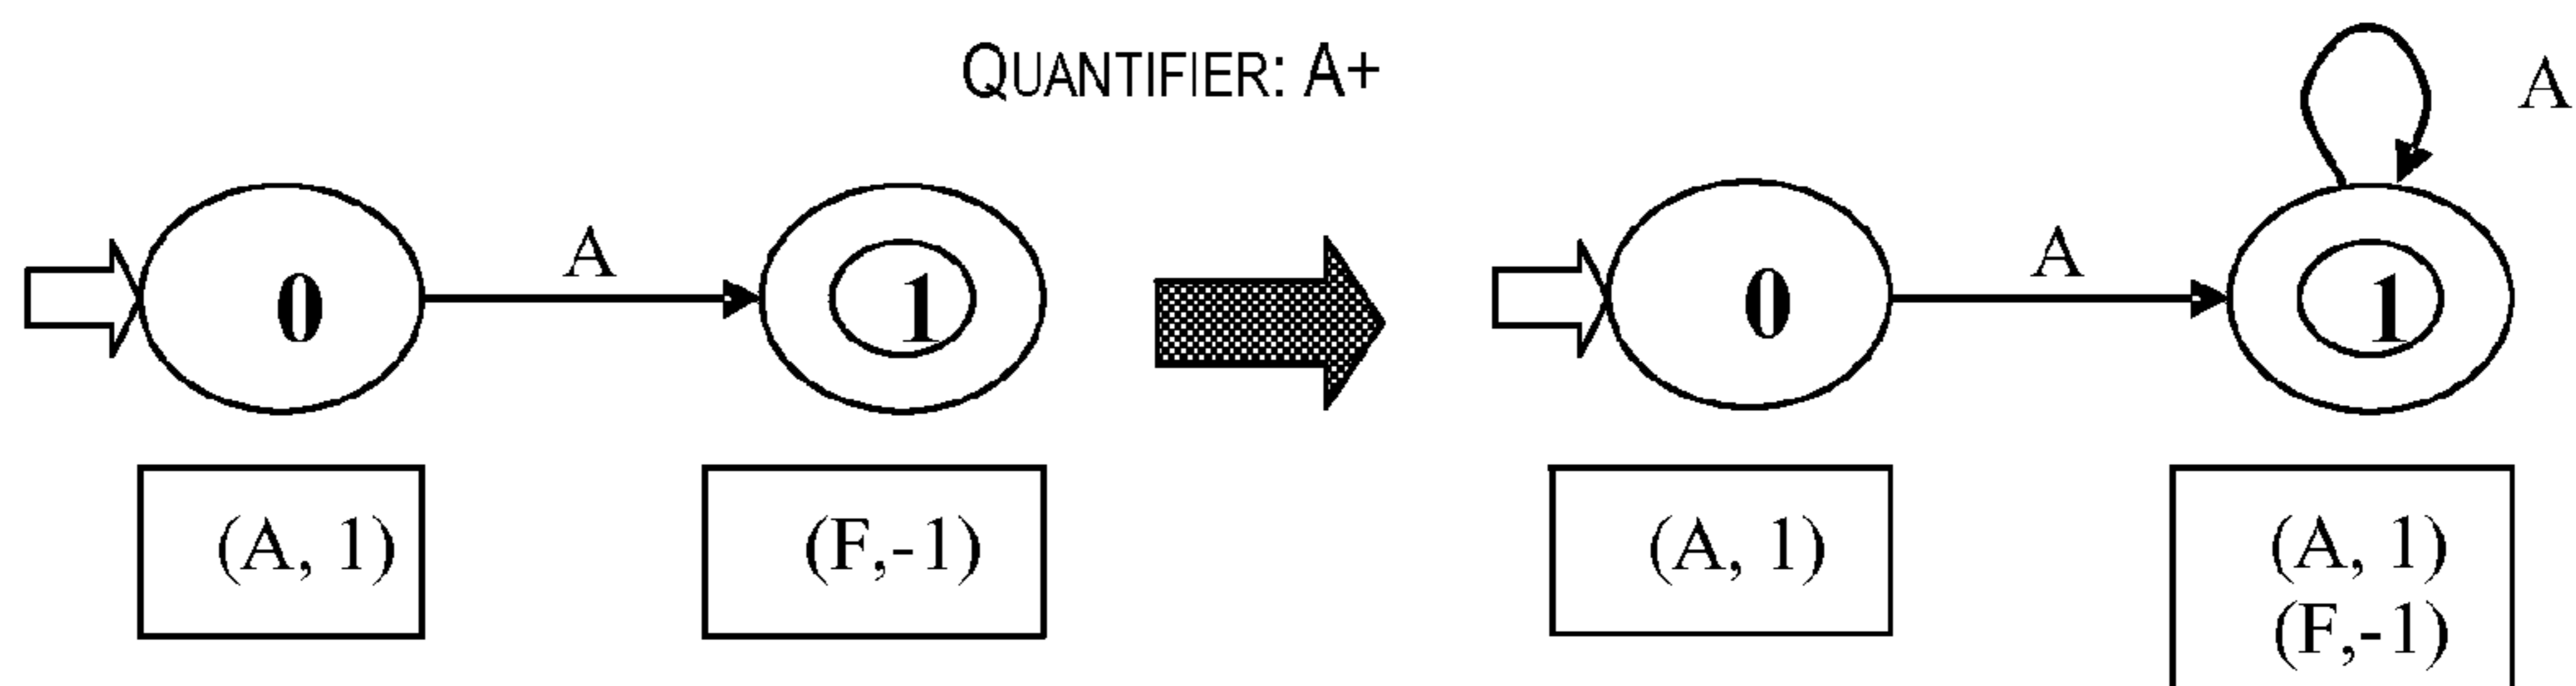 QUANTIFIER: A+
A
A
A
0
1
0
1
(A, 1)
(F,-1)
(A, 1)
(A, 1)
(F,-1)